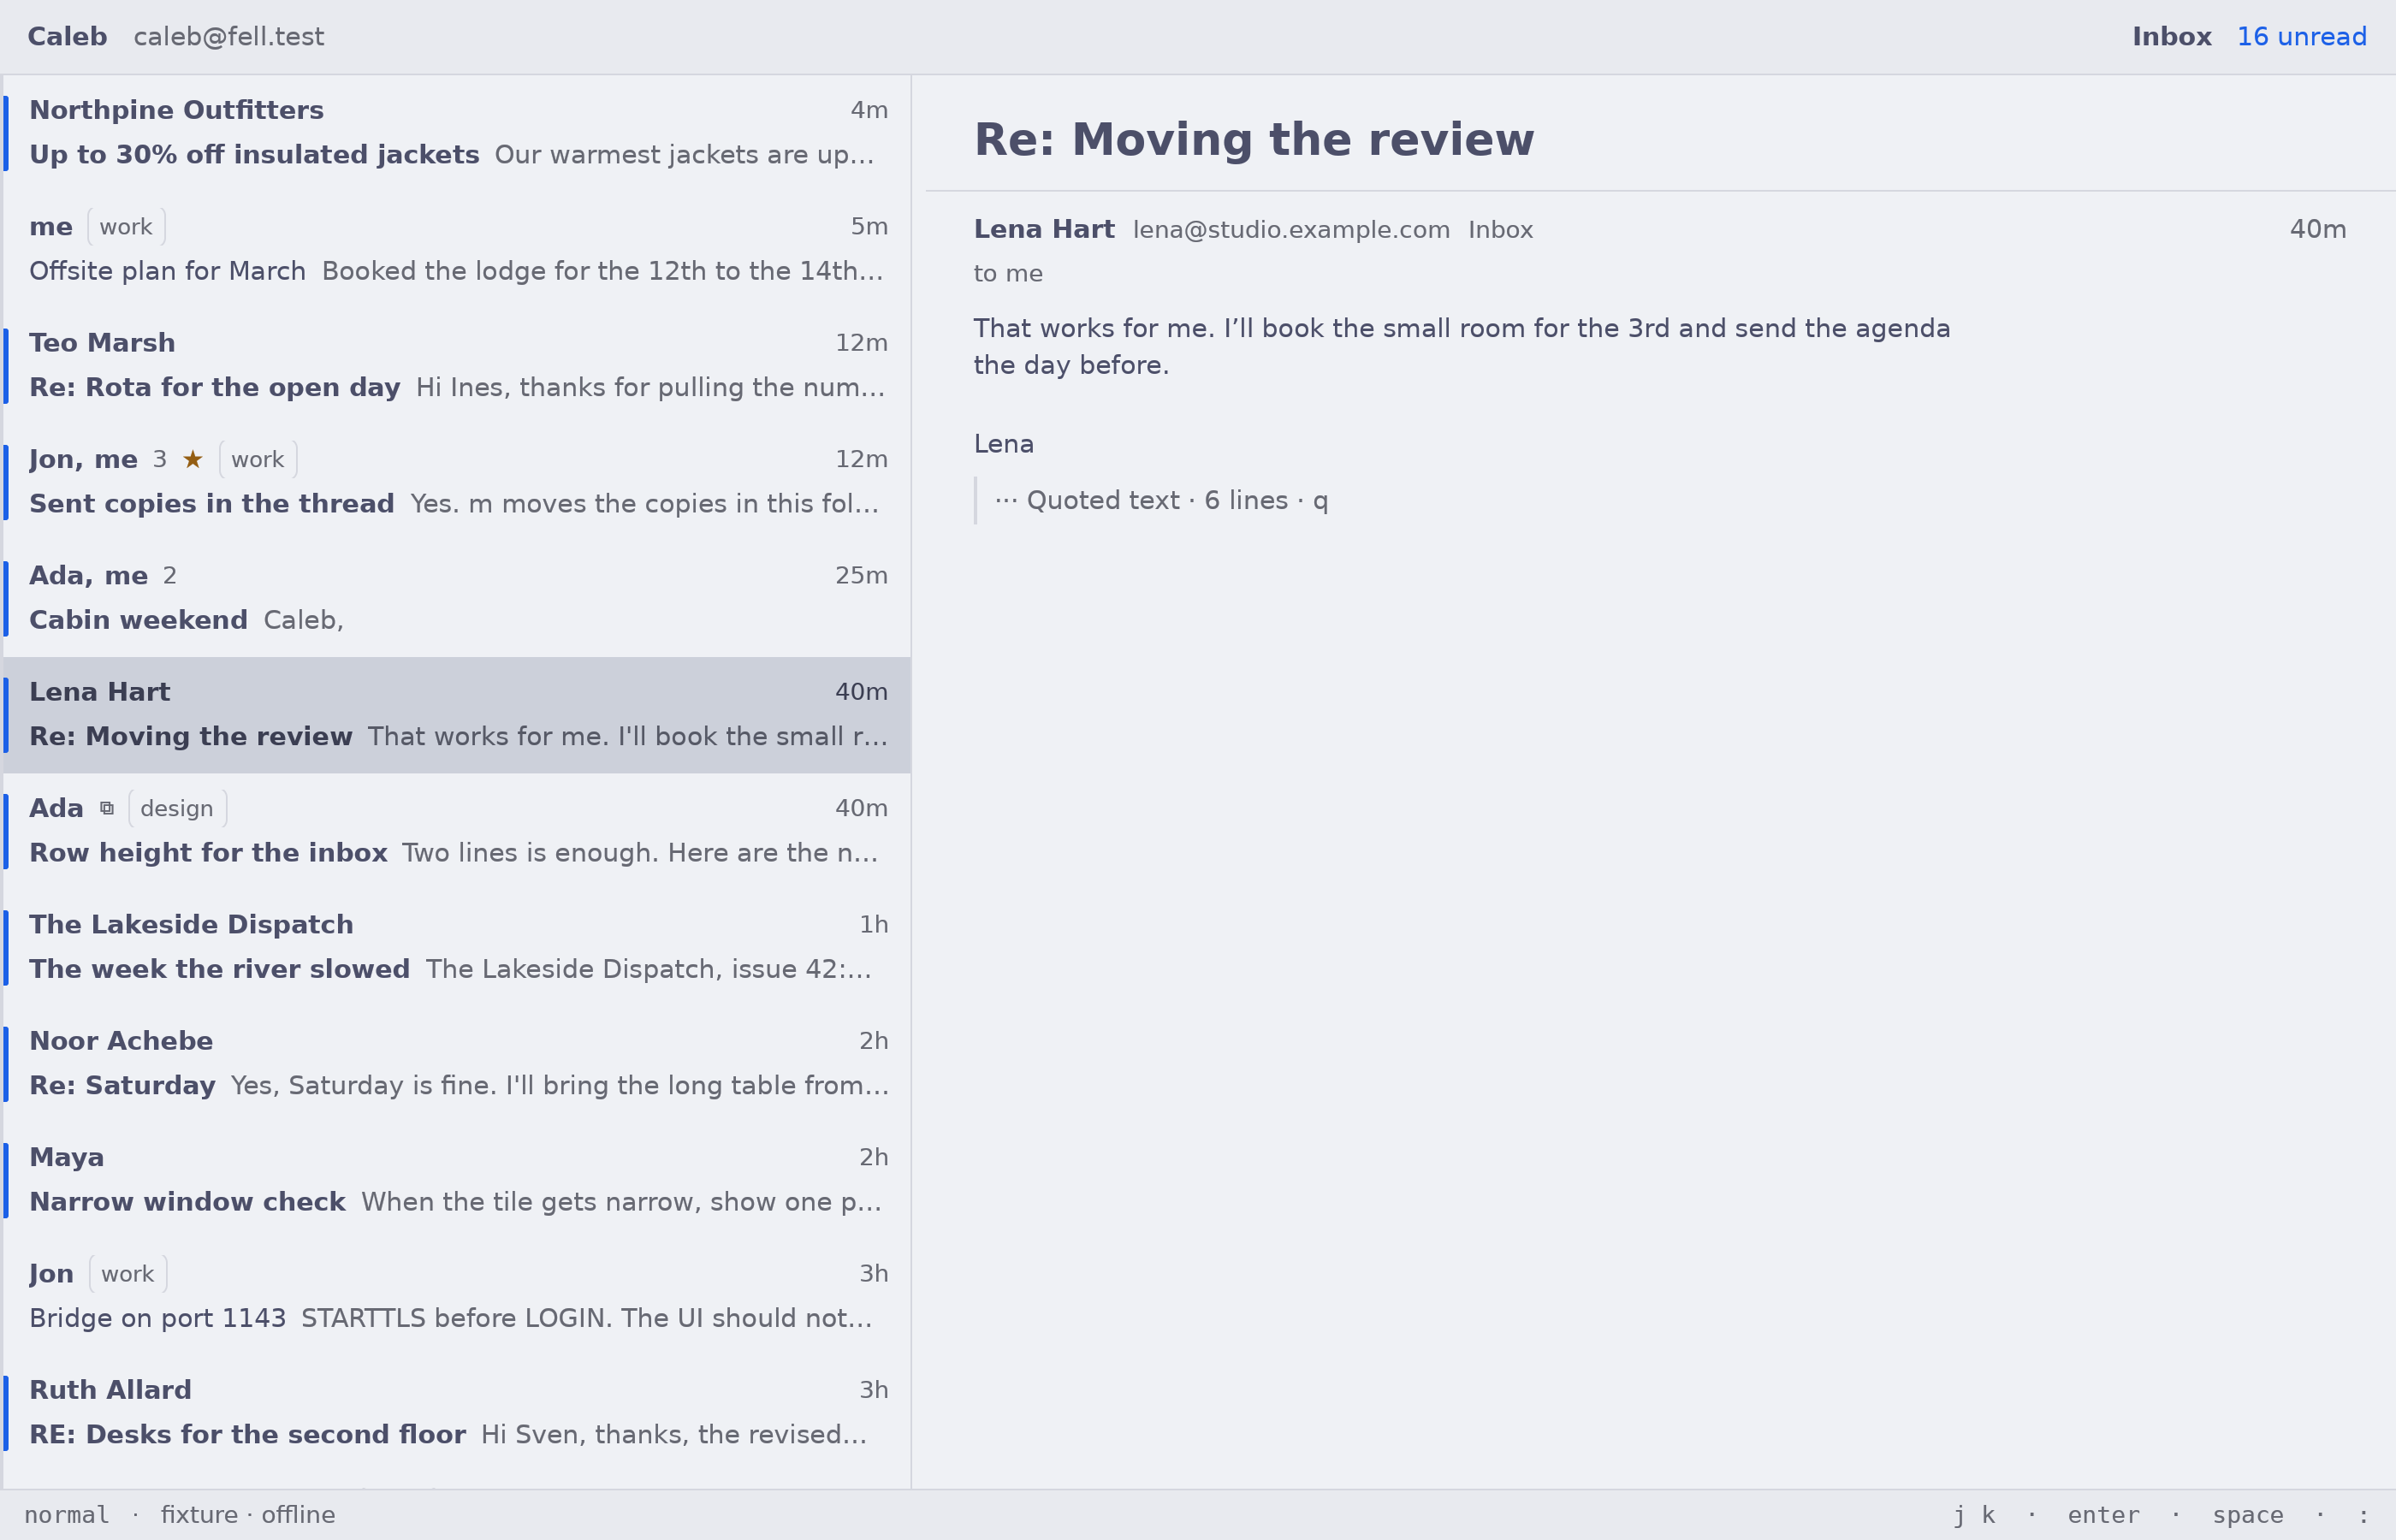 Caleb caleb@fell.test Inbox 16 unread
Northpine Outfitters 4m
Up to 30% off insulated jackets Our warmest jackets are up…
me work 5m
Offsite plan for March Booked the lodge for the 12th to the 14th…
Teo Marsh 12m
Re: Rota for the open day Hi Ines, thanks for pulling the num…
Jon, me 3 ★ work 12m
Sent copies in the thread Yes. m moves the copies in this fol…
Ada, me 2 25m
Cabin weekend Caleb,
Lena Hart 40m
Re: Moving the review That works for me. I'll book the small r…
Ada design 40m
Row height for the inbox Two lines is enough. Here are the n…
The Lakeside Dispatch 1h
The week the river slowed The Lakeside Dispatch, issue 42:…
Noor Achebe 2h
Re: Saturday Yes, Saturday is fine. I'll bring the long table from…
Maya 2h
Narrow window check When the tile gets narrow, show one p…
Jon work 3h
Bridge on port 1143 STARTTLS before LOGIN. The UI should not…
Ruth Allard 3h
RE: Desks for the second floor Hi Sven, thanks, the revised…
Re: Moving the review
Lena Hart lena@studio.example.com Inbox 40m
to me
That works for me. I’ll book the small room for the 3rd and send the agenda
the day before.
Lena
··· Quoted text · 6 lines · q
normal · fixture · offline j k · enter · space · :